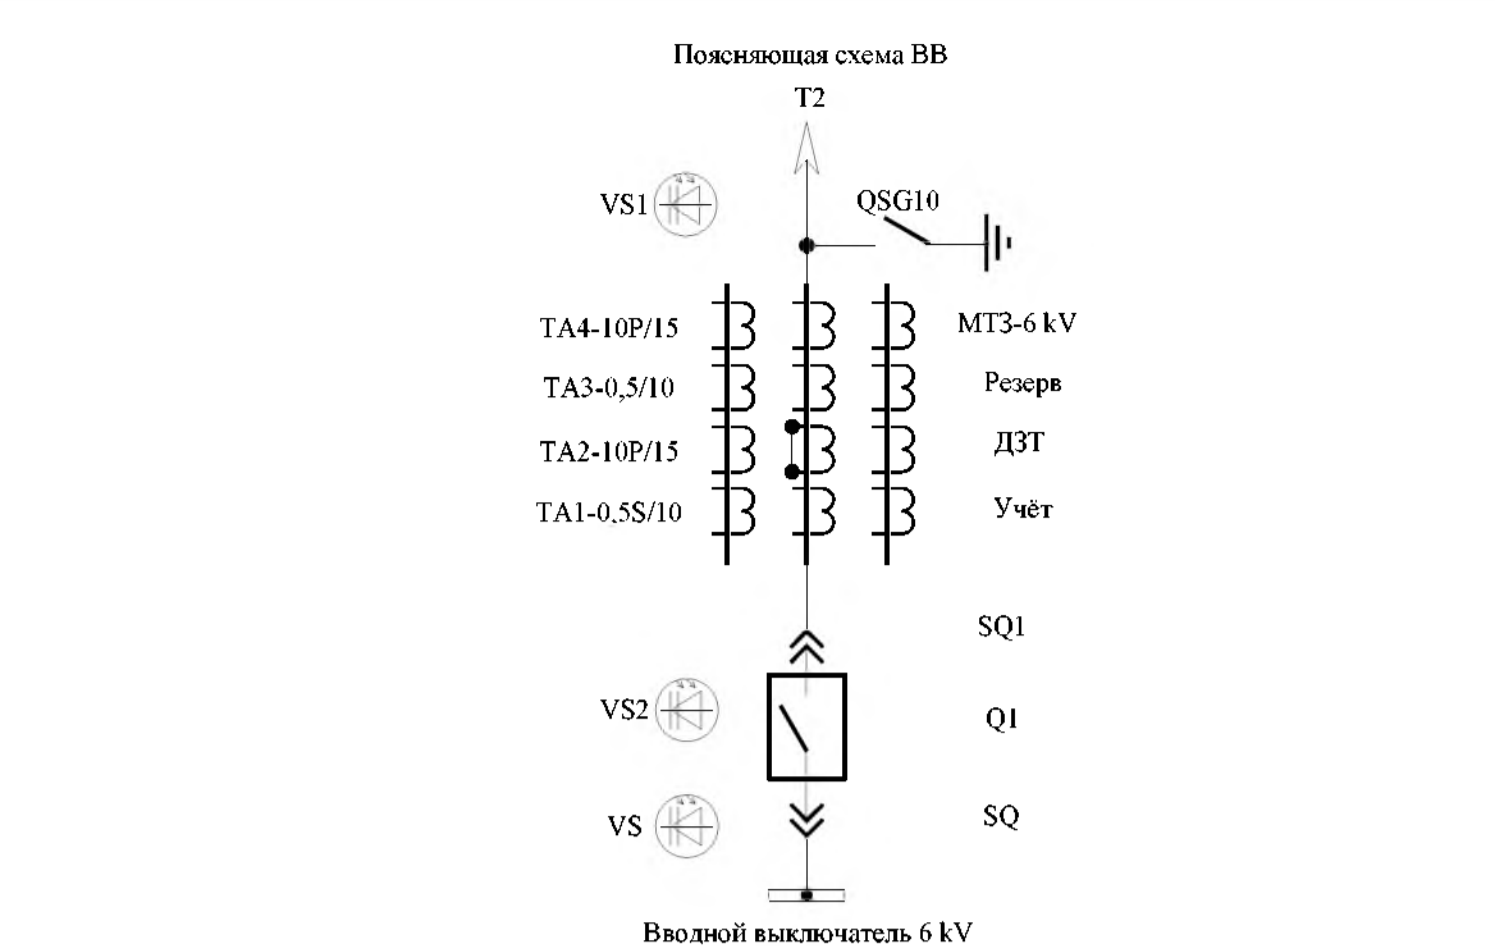 Поясняющая схема ВВ
T2
VS1
QSG10
TA4-10P/15
МТЗ-6 kV
TA3-0,5/10
Резерв
TA2-10P/15
ДЗТ
TA1-0.5S/10
Учёт
SQ1
VS2
Q1
VS
SQ
Вводной выключатель 6 kV